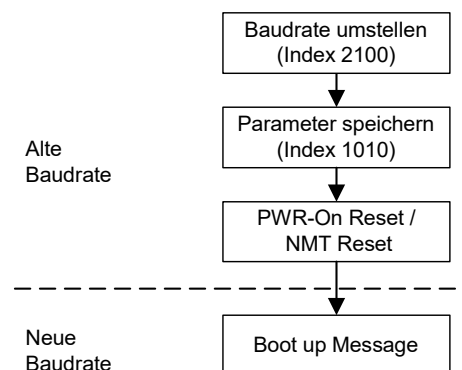 Baudrate umstellen
(Index 2100)
Parameter speichern
(Index 1010)
Alte
Baudrate
PWR-On Reset /
NMT Reset
Neue
Baudrate
Boot up Message